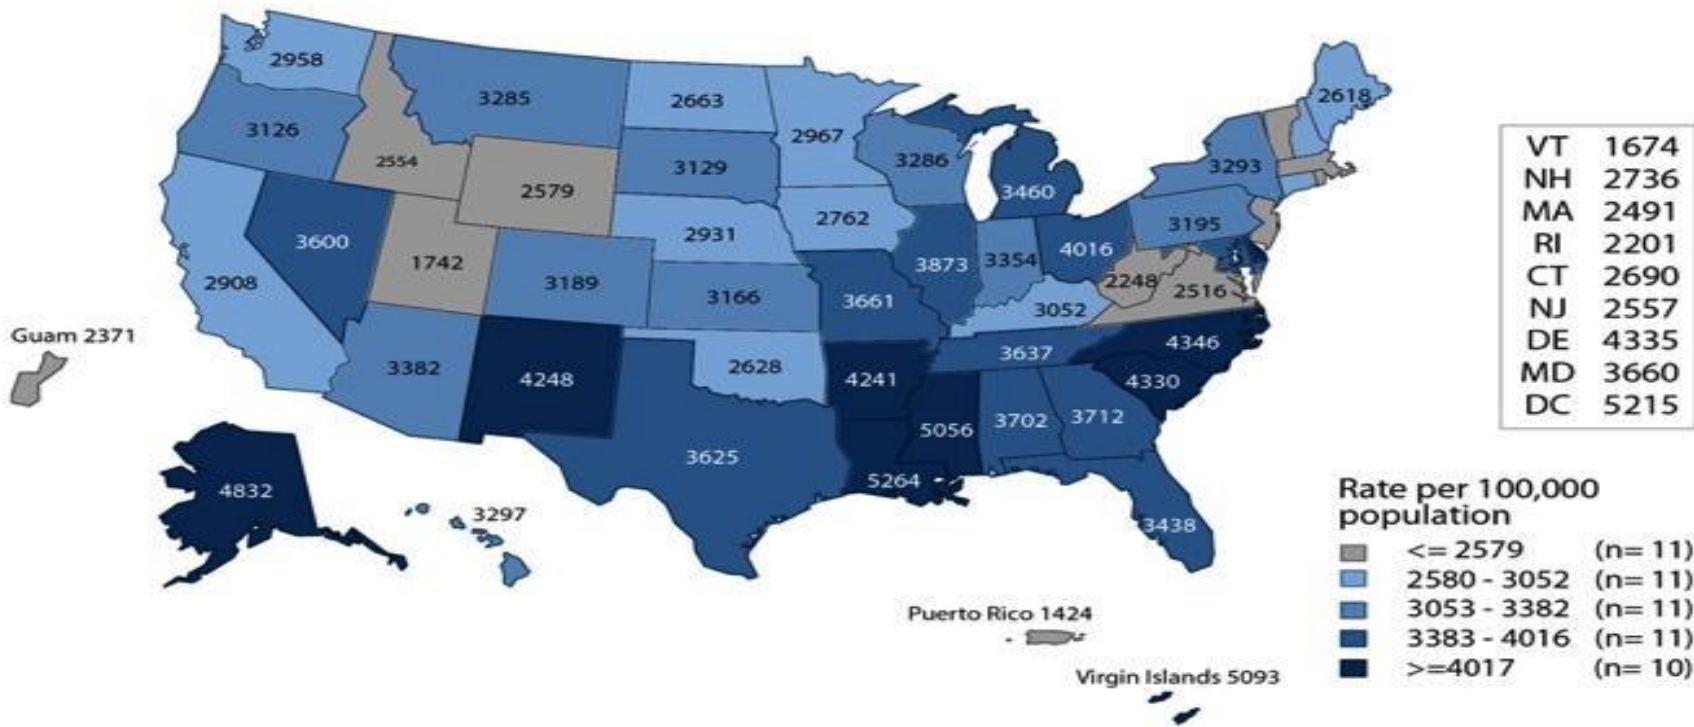 2958
3285
2663
2618
3126
2967
VT 1674
2554
3129
3286
3293
NH 2736
2579
3460
MA 2491
3600
2931
2762
3195
RI 2201
1742
3873
3354
4016
CT 2690
2908
3189
3166
3661
2248
2516
NJ 2557
3052
Guam 2371
4346
DE 4335
3637
3382
4248
2628
4241
4330
MD 3660
5056
3702
3712
DC 5215
3625
5264
4832
3297
3438
Rate per 100,000
population
<= 2579 (n= 11)
2580 - 3052 (n= 11)
3053 - 3382 (n= 11)
3383 - 4016 (n= 11)
>=4017 (n= 10)
Puerto Rico 1424
Virgin Islands 5093